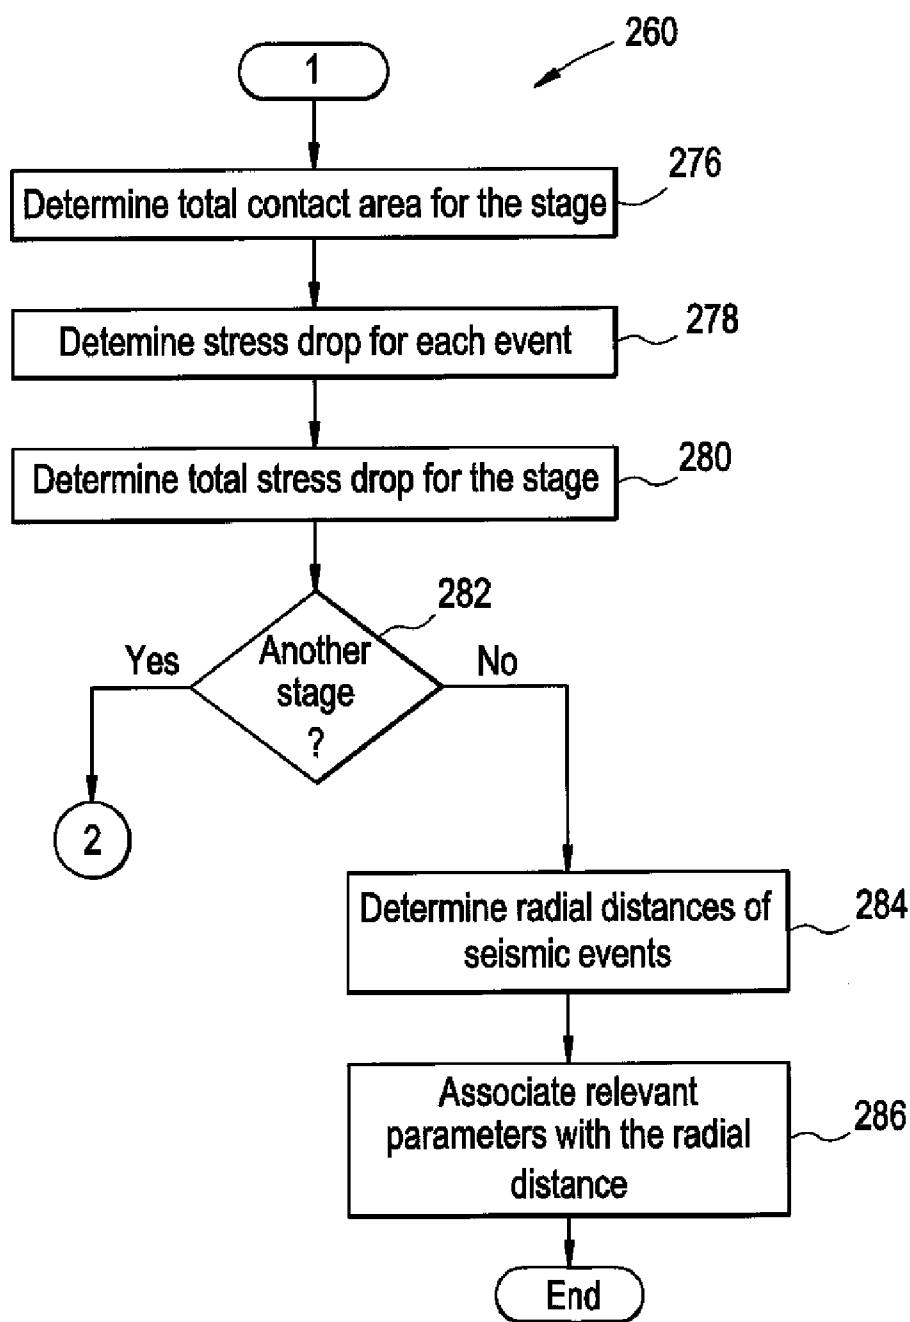 260
1
276
Determine total contact area for the stage
278
Detemine stress drop for each event
280
Determine total stress drop for the stage
282
Yes
Another
stage
?
No
2
284
Determine radial distances of
seismic events
286
Associate relevant
parameters with the radial
distance
End